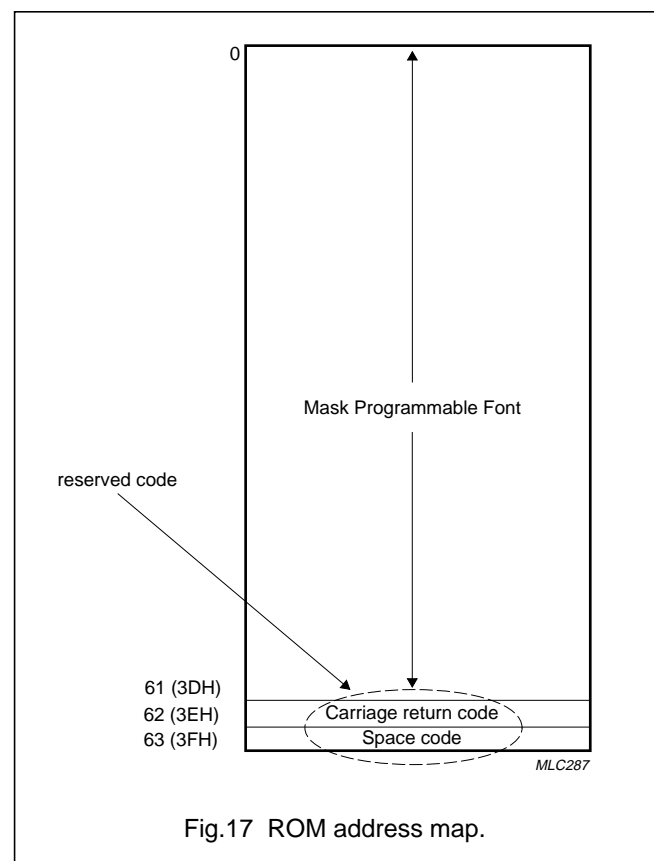 0
Mask Programmable Font
reserved code
61 (3DH)
62 (3EH) Carriage return code
63 (3FH) Space code
MLC287
Fig.17 ROM address map.